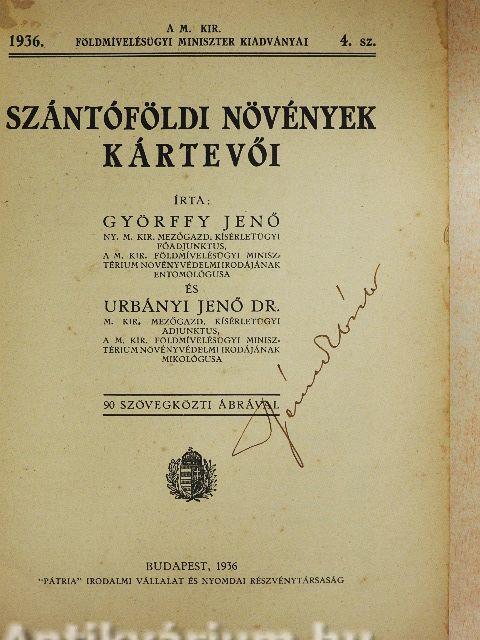 A M. KIR.
1936. FÖLDMÍVELÉSÜGYI MINISZTER KIADVÁNYAI 4. sz.
SZÁNTÓFÖLDI NÖVÉNYEK
KÁRTEVŐI
ÍRTA:
GYÖRFFY JENŐ
NY. M. KIR. MEZŐGAZD. KÍSÉRLETÜGYI
FŐADJUNKTUS,
A M. KIR. FÖLDMÍVELÉSÜGYI MINISZ-
TÉRIUM NÖVÉNYVÉDELMI IRODÁJÁNAK
ENTOMOLÓGUSA
ÉS
URBÁNYI JENŐ DR.
M. KIR. MEZŐGAZD. KÍSÉRLETÜGYI
ADJUNKTUS,
A M. KIR. FÖLDMÍVELÉSÜGYI MINISZ-
TÉRIUM NÖVÉNYVÉDELMI IRODÁJÁNAK
MIKOLÓGUSA
90 SZÖVEGKÖZTI ÁBRÁVAL
BUDAPEST, 1936
"PÁTRIA" IRODALMI VÁLLALAT ÉS NYOMDAI RÉSZVÉNYTÁRSASÁG
Antikvárium.hu